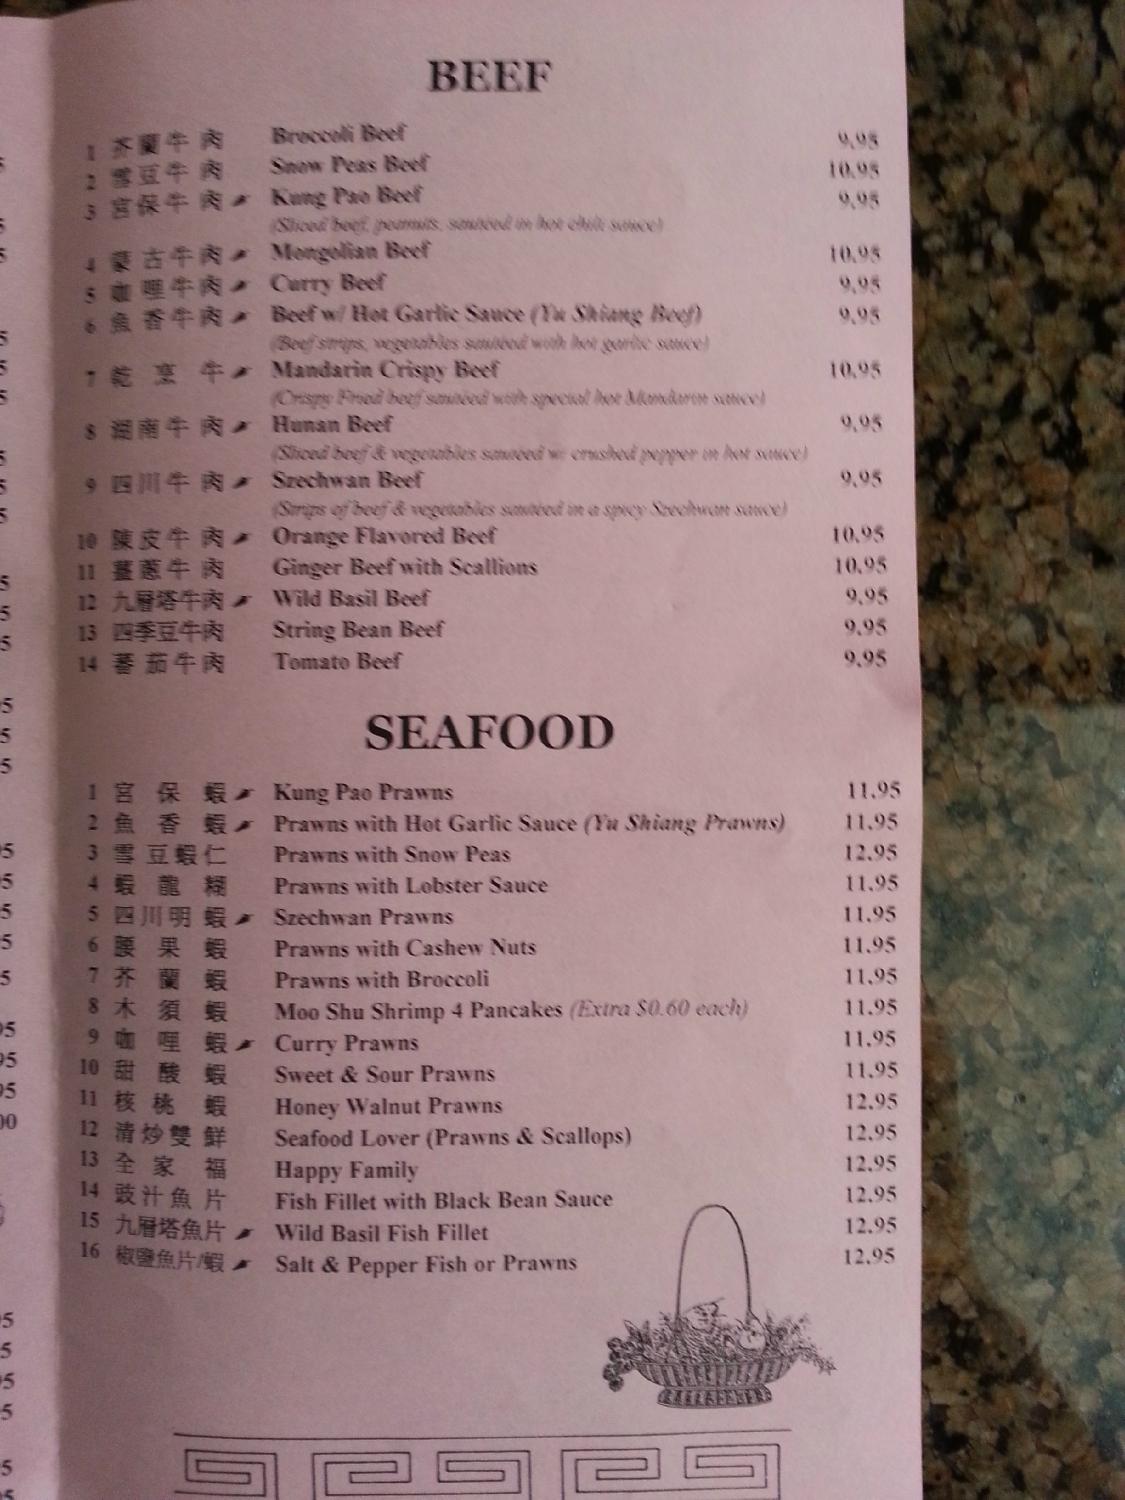 BEEF
1 芥蘭牛肉 Broccoli Beef 9.95
2 雪豆牛肉 Snow Peas Beef 10.95
3 宮保牛肉 Kung Pao Beef 9.95
(Sliced beef, peanuts, sautéed in hot chili sauce)
4 蒙古牛肉 Mongolian Beef 10.95
5 咖哩牛肉 Curry Beef 9.95
6 魚香牛肉 Beef w/ Hot Garlic Sauce (Yu Shiang Beef) 9.95
(Beef strips, vegetables sautéed with hot garlic sauce)
7 乾烹牛 Mandarin Crispy Beef 10.95
(Crispy Fried beef sautéed with special hot Mandarin sauce)
8 湖南牛肉 Hunan Beef 9.95
(Sliced beef & vegetables sautéed w/ crushed pepper in hot sauce)
9 四川牛肉 Szechwan Beef 9.95
(Strips of beef & vegetables sautéed in a spicy Szechwan sauce)
10 陳皮牛肉 Orange Flavored Beef 10.95
11 薑蔥牛肉 Ginger Beef with Scallions 10.95
12 九層塔牛肉 Wild Basil Beef 9.95
13 四季豆牛肉 String Bean Beef 9.95
14 蕃茄牛肉 Tomato Beef 9.95
SEAFOOD
1 宮保蝦 Kung Pao Prawns 11.95
2 魚香蝦 Prawns with Hot Garlic Sauce (Yu Shiang Prawns) 11.95
3 雪豆蝦仁 Prawns with Snow Peas 12.95
4 蝦龍糊 Prawns with Lobster Sauce 11.95
5 四川明蝦 Szechwan Prawns 11.95
6 腰果蝦 Prawns with Cashew Nuts 11.95
7 芥蘭蝦 Prawns with Broccoli 11.95
8 木須蝦 Moo Shu Shrimp 4 Pancakes (Extra $0.60 each) 11.95
9 咖哩蝦 Curry Prawns 11.95
10 甜酸蝦 Sweet & Sour Prawns 11.95
11 核桃蝦 Honey Walnut Prawns 12.95
12 清炒雙鮮 Seafood Lover (Prawns & Scallops) 12.95
13 全家福 Happy Family 12.95
14 豉汁魚片 Fish Fillet with Black Bean Sauce 12.95
15 九層塔魚片 Wild Basil Fish Fillet 12.95
16 椒鹽魚片/蝦 Salt & Pepper Fish or Prawns 12.95